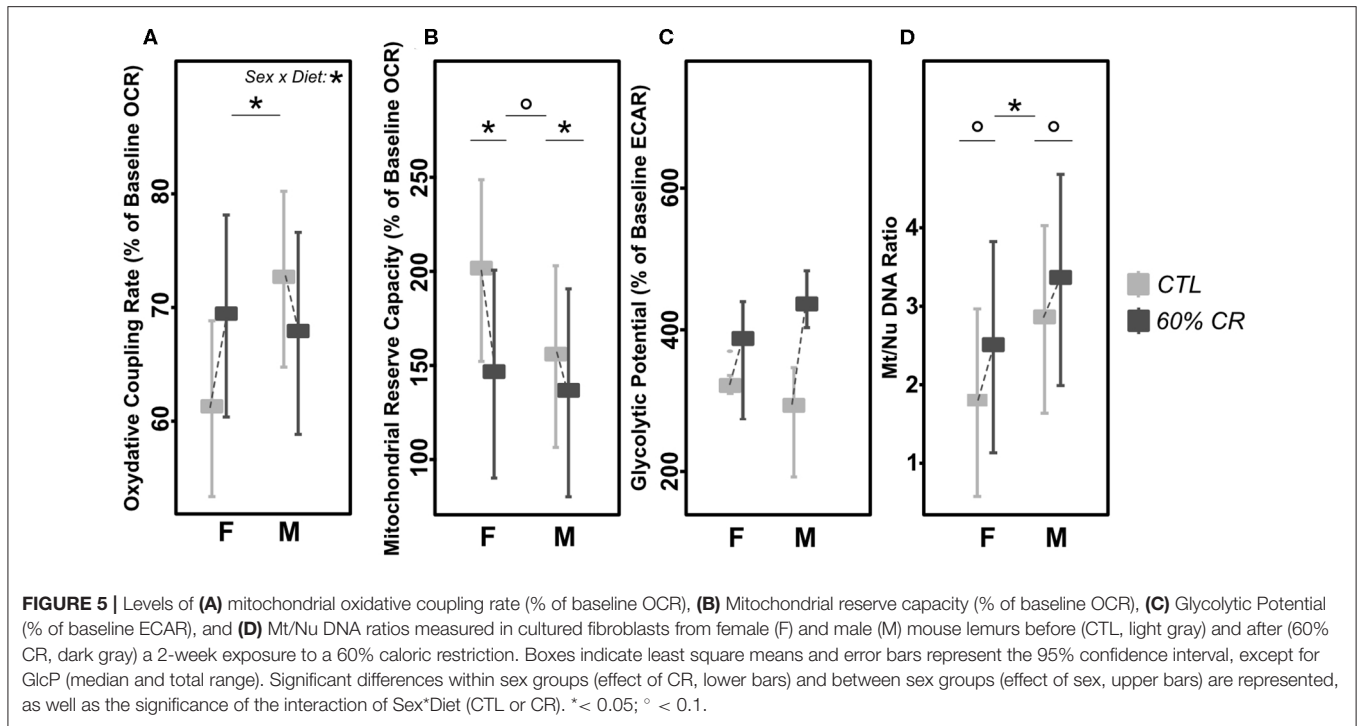 A
B
C
D
Oxydative Coupling Rate (% of Baseline OCR)
80
70
60
Sex x Diet: *
*
F M
Mitochondrial Reserve Capacity (% of Baseline OCR)
250
200
150
100
°
* *
F M
Glycolytic Potential (% of Baseline ECAR)
600
400
200
F M
Mt/Nu DNA Ratio
4
3
2
1
*
° °
F M
CTL
60% CR
FIGURE 5 | Levels of (A) mitochondrial oxidative coupling rate (% of baseline OCR), (B) Mitochondrial reserve capacity (% of baseline OCR), (C) Glycolytic Potential
(% of baseline ECAR), and (D) Mt/Nu DNA ratios measured in cultured fibroblasts from female (F) and male (M) mouse lemurs before (CTL, light gray) and after (60%
CR, dark gray) a 2-week exposure to a 60% caloric restriction. Boxes indicate least square means and error bars represent the 95% confidence interval, except for
GlcP (median and total range). Significant differences within sex groups (effect of CR, lower bars) and between sex groups (effect of sex, upper bars) are represented,
as well as the significance of the interaction of Sex*Diet (CTL or CR). *< 0.05; ° < 0.1.